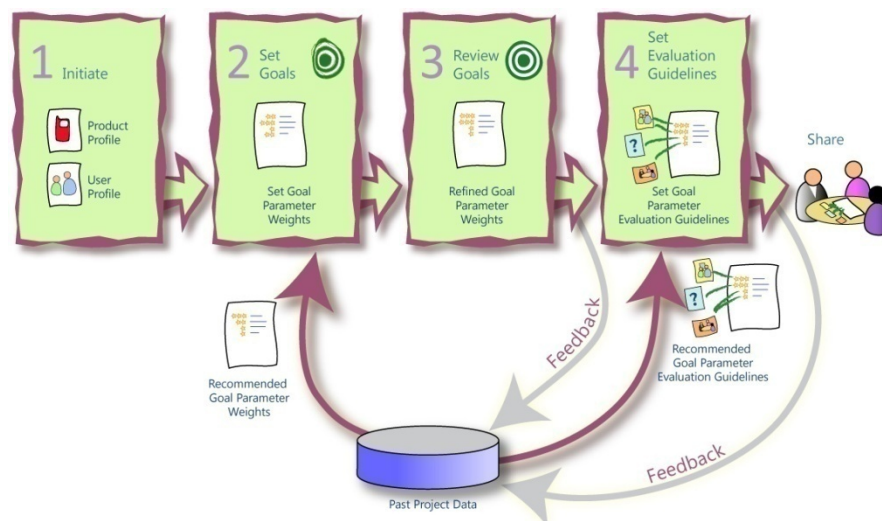 1 Initiate
Product
Profile
User
Profile
2 Set
Goals
Set Goal
Parameter
Weights
3 Review
Goals
Refined Goal
Parameter
Weights
4 Set
Evaluation
Guidelines
?
Set Goal
Parameter
Evaluation Guidelines
Share
Recommended
Goal Parameter
Weights
Feedback
?
Recommended
Goal Parameter
Evaluation Guidelines
Feedback
Past Project Data